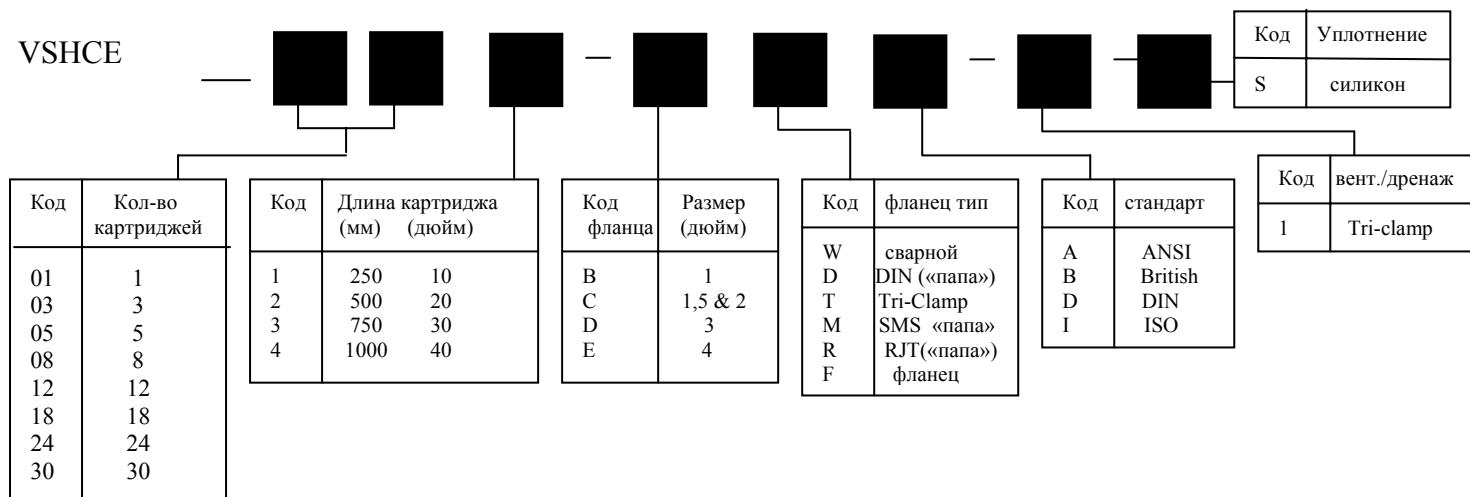 VSHCE
Код Уплотнение
S силикон
Код Кол-во картриджей
01 1
03 3
05 5
08 8
12 12
18 18
24 24
30 30
Код Длина картриджа
(мм) (дюйм)
1 250 10
2 500 20
3 750 30
4 1000 40
Код фланца Размер (дюйм)
B 1
C 1,5 & 2
D 3
E 4
Код фланец тип
W сварной
D DIN («папа»)
T Tri-Clamp
M SMS «папа»
R RJT(«папа»)
F фланец
Код стандарт
A ANSI
B British
D DIN
I ISO
Код вент./дренаж
1 Tri-clamp